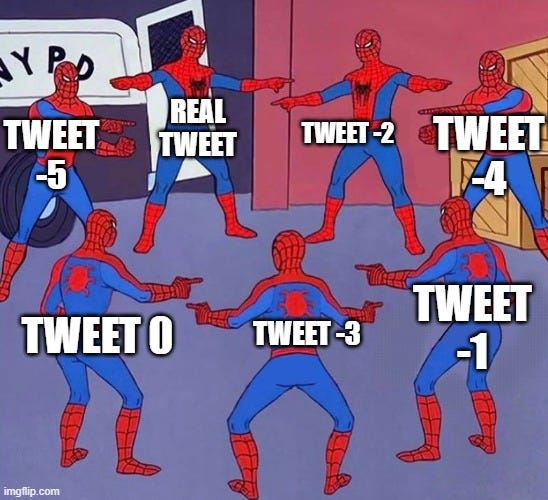 NYPD
REAL
TWEET
TWEET
-5
TWEET -2
TWEET
-4
TWEET 0
TWEET -3
TWEET
-1
imgflip.com